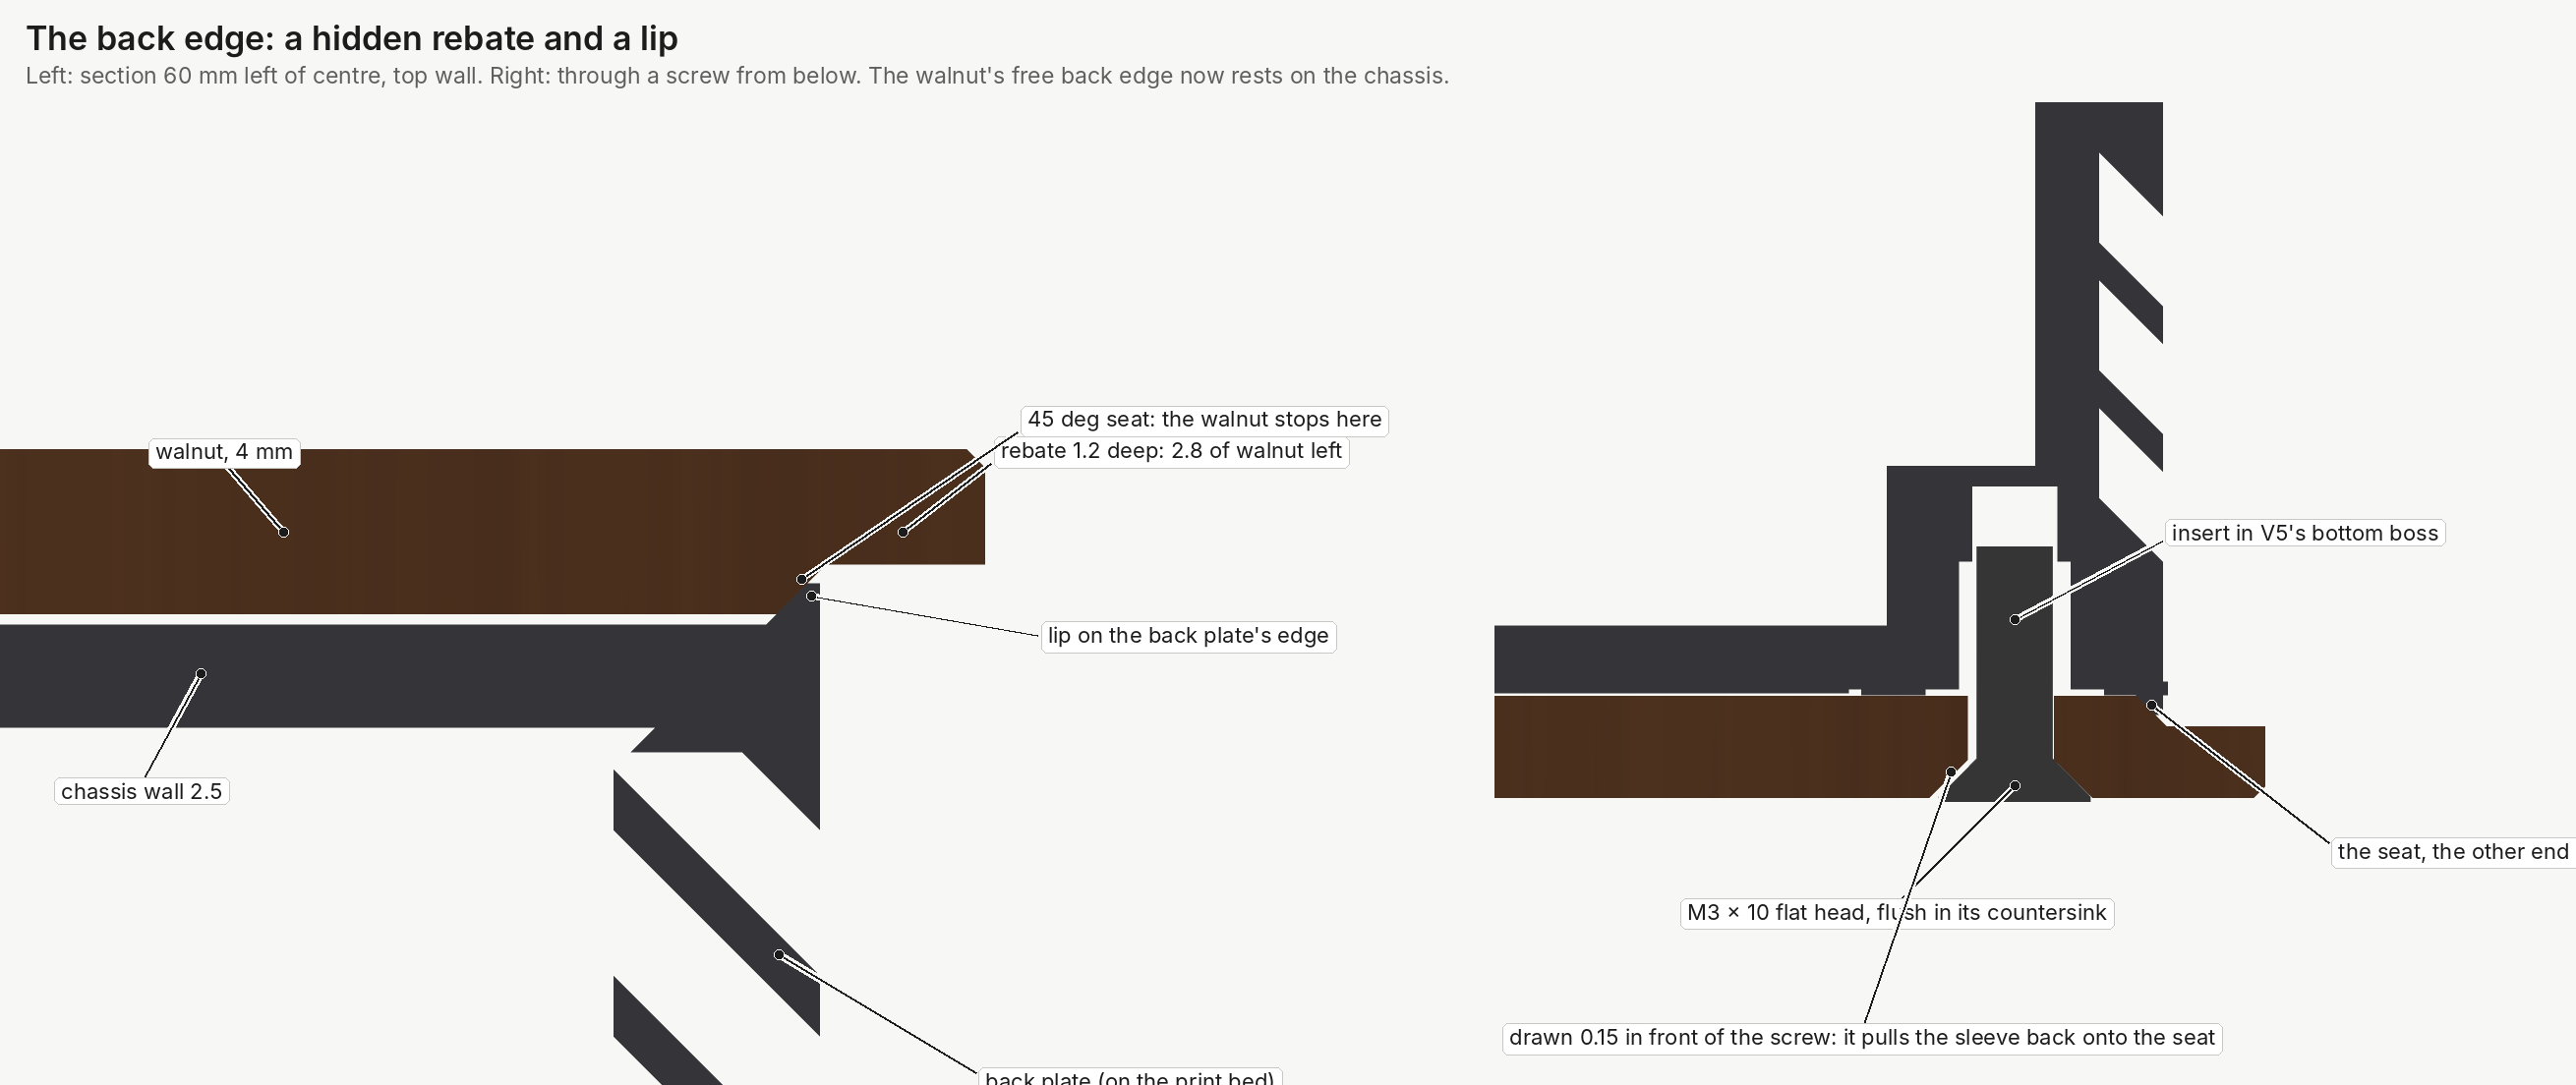 The back edge: a hidden rebate and a lip
Left: section 60 mm left of centre, top wall. Right: through a screw from below. The walnut's free back edge now rests on the chassis.
45 deg seat: the walnut stops here
walnut, 4 mm
rebate 1.2 deep: 2.8 of walnut left
insert in V5's bottom boss
lip on the back plate's edge
chassis wall 2.5
the seat, the other end
M3 × 10 flat head, flush in its countersink
drawn 0.15 in front of the screw: it pulls the sleeve back onto the seat
back plate (on the print bed)